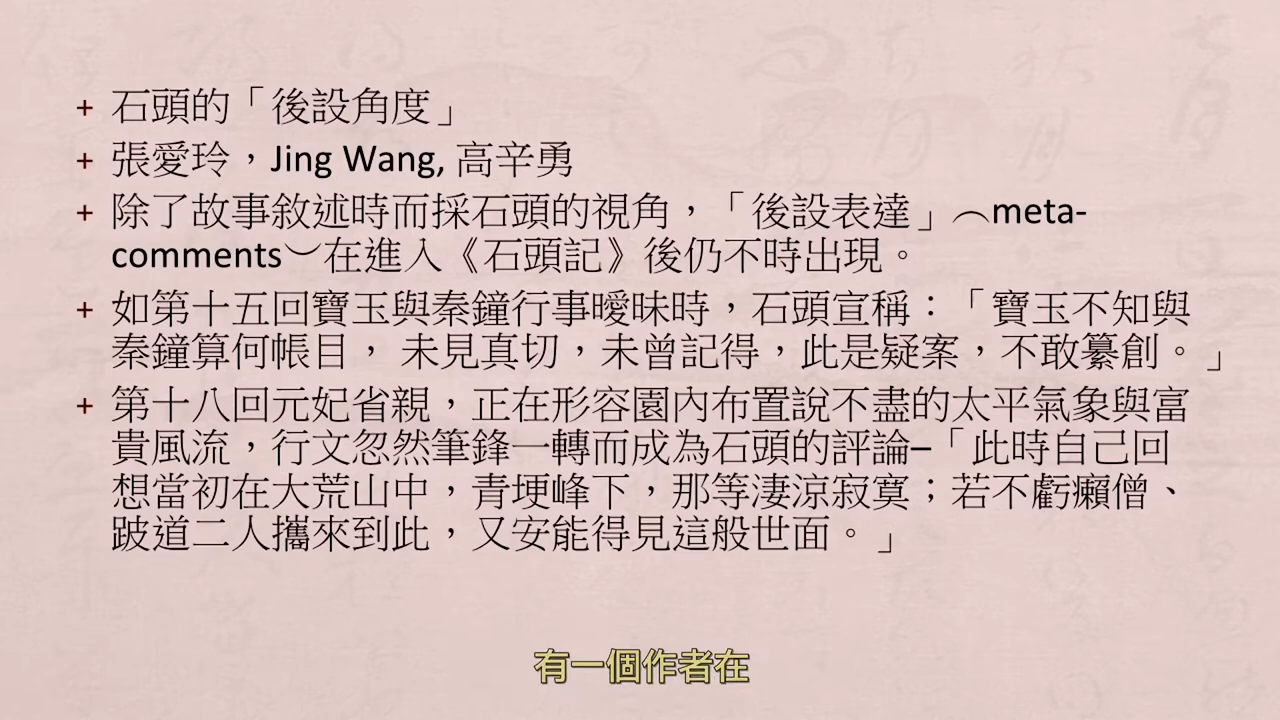 + 石頭的「後設角度」
+ 張愛玲，Jing Wang, 高辛勇
+ 除了故事敘述時而採石頭的視角，「後設表達」（meta-
comments）在進入《石頭記》後仍不時出現。
+ 如第十五回寶玉與秦鐘行事曖昧時，石頭宣稱：「寶玉不知與
秦鐘算何帳目， 未見真切，未曾記得，此是疑案，不敢纂創。」
+ 第十八回元妃省親，正在形容園內布置說不盡的太平氣象與富
貴風流，行文忽然筆鋒一轉而成為石頭的評論–「此時自己回
想當初在大荒山中，青埂峰下，那等淒涼寂寞；若不虧癩僧、
跛道二人攜來到此，又安能得見這般世面。」
有一個作者在